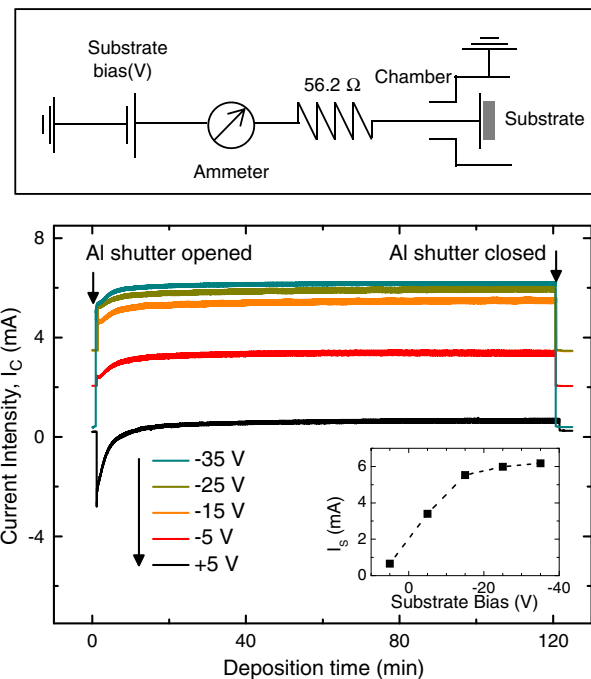 Substrate
bias(V)
56.2 Ω
Chamber
Substrate
Ammeter
8
Al shutter opened
Al shutter closed
4
0
-4
Current Intensity, I_C (mA)
-35 V
-25 V
-15 V
-5 V
+5 V
6
4
2
0
I_S (mA)
0
-20
-40
Substrate Bias (V)
0
40
80
120
Deposition time (min)